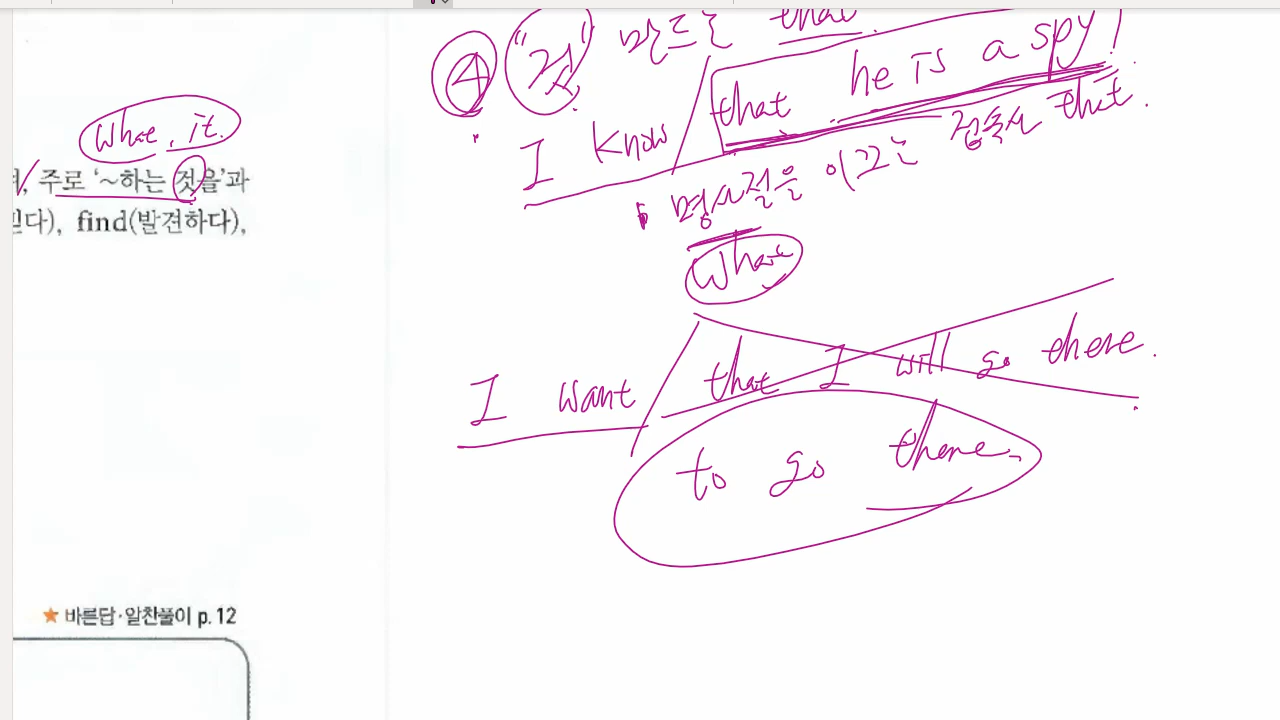 What, it.
, 주로 '~하는 것을'과
믿다), find(발견하다),
★ 바른답·알찬풀이 p. 12
④ "것" 만드는 that.
I know / that he is a spy!
명사절을 이끄는 접속사 that.
what
I want / that I will go there.
to go there.